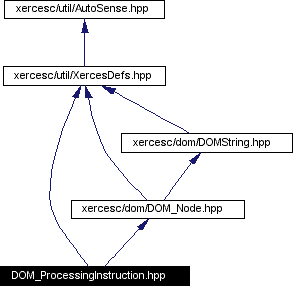 xercesc/util/AutoSense.hpp
xercesc/util/XercesDefs.hpp
xercesc/dom/DOMString.hpp
xercesc/dom/DOM_Node.hpp
DOM_ProcessingInstruction.hpp